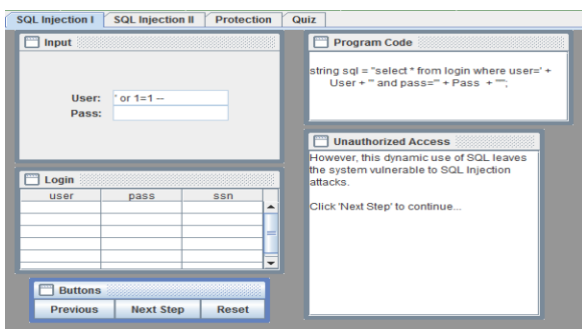 SQL Injection I SQL Injection II Protection Quiz
Input
User: ' or 1=1 --
Pass:
Login
user pass ssn
Buttons
Previous Next Step Reset
Program Code
string sql = "select * from login where user=' +
User + '" and pass='" + Pass + "'";
Unauthorized Access
However, this dynamic use of SQL leaves
the system vulnerable to SQL Injection
attacks.
Click 'Next Step' to continue...